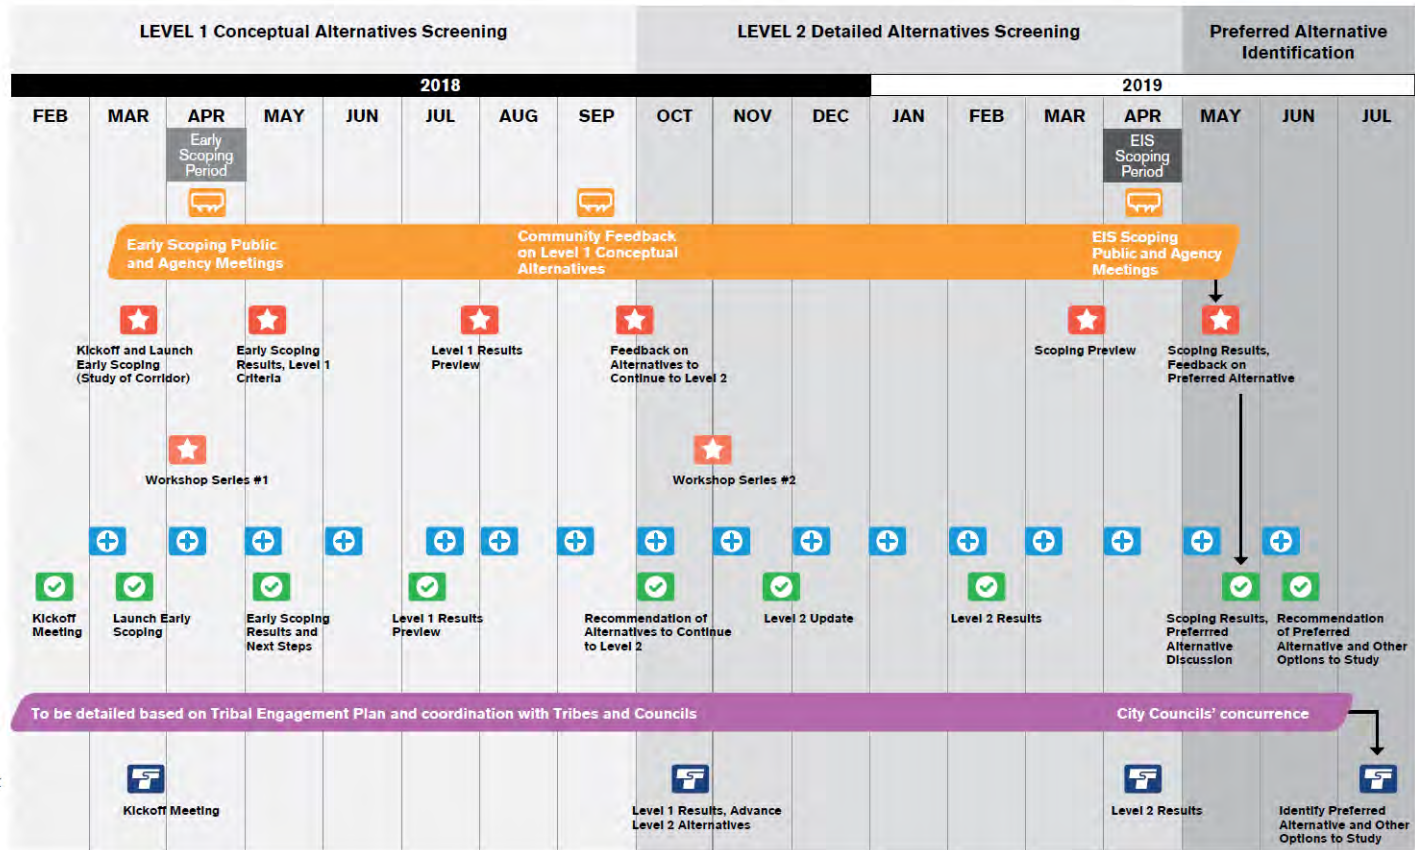 LEVEL 1 Conceptual Alternatives Screening
LEVEL 2 Detailed Alternatives Screening
Preferred Alternative
Identification
2018
2019
FEB MAR APR MAY JUN JUL AUG SEP OCT NOV DEC JAN FEB MAR APR MAY JUN JUL
Early
Scoping
Period
EIS
Scoping
Period
Early Scoping Public
and Agency Meetings
Community Feedback
on Level 1 Conceptual
Alternatives
EIS Scoping
Public and Agency
Meetings
Kickoff and Launch
Early Scoping
(Study of Corridor)
Early Scoping
Results, Level 1
Criteria
Level 1 Results
Preview
Feedback on
Alternatives to
Continue to Level 2
Scoping Preview
Scoping Results,
Feedback on
Preferred Alternative
Workshop Series #1
Workshop Series #2
Kickoff
Meeting
Launch Early
Scoping
Early Scoping
Results and
Next Steps
Level 1 Results
Preview
Recommendation of
Alternatives to Continue
to Level 2
Level 2 Update
Level 2 Results
Scoping Results,
Preferrred
Alternative
Discussion
Recommendation
of Preferred
Alternative and Other
Options to Study
To be detailed based on Tribal Engagement Plan and coordination with Tribes and Councils
City Councils' concurrence
Kickoff Meeting
Level 1 Results, Advance
Level 2 Alternatives
Level 2 Results
Identify Preferred
Alternative and Other
Options to Study